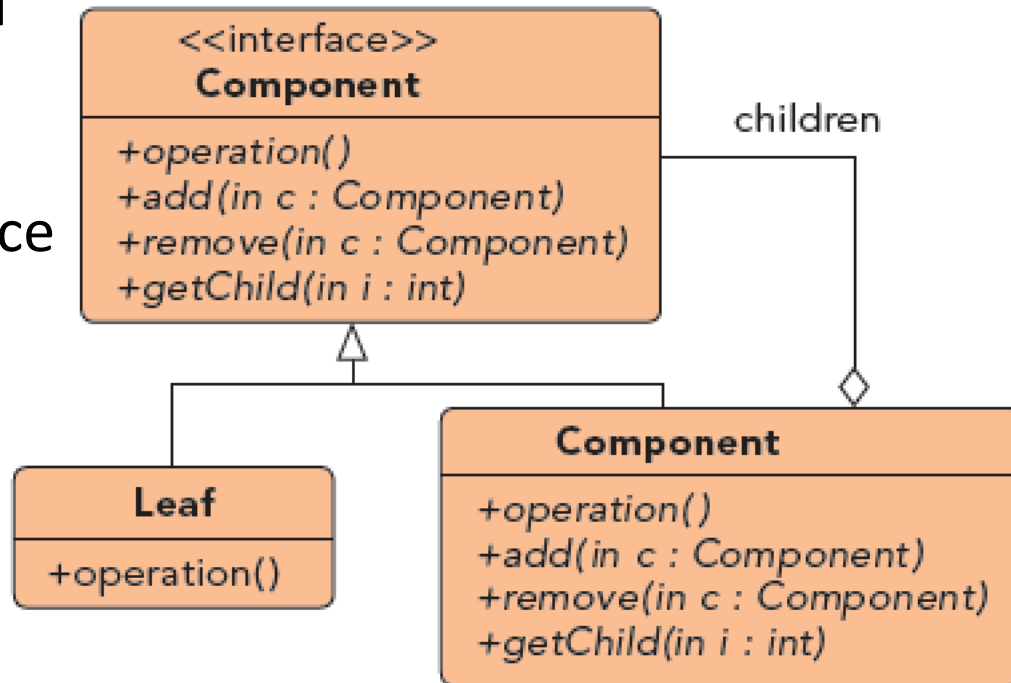 ce
<<interface>>
Component
+operation()
+add(in c : Component)
+remove(in c : Component)
+getChild(in i : int)
children
Leaf
+operation()
Component
+operation()
+add(in c : Component)
+remove(in c : Component)
+getChild(in i : int)